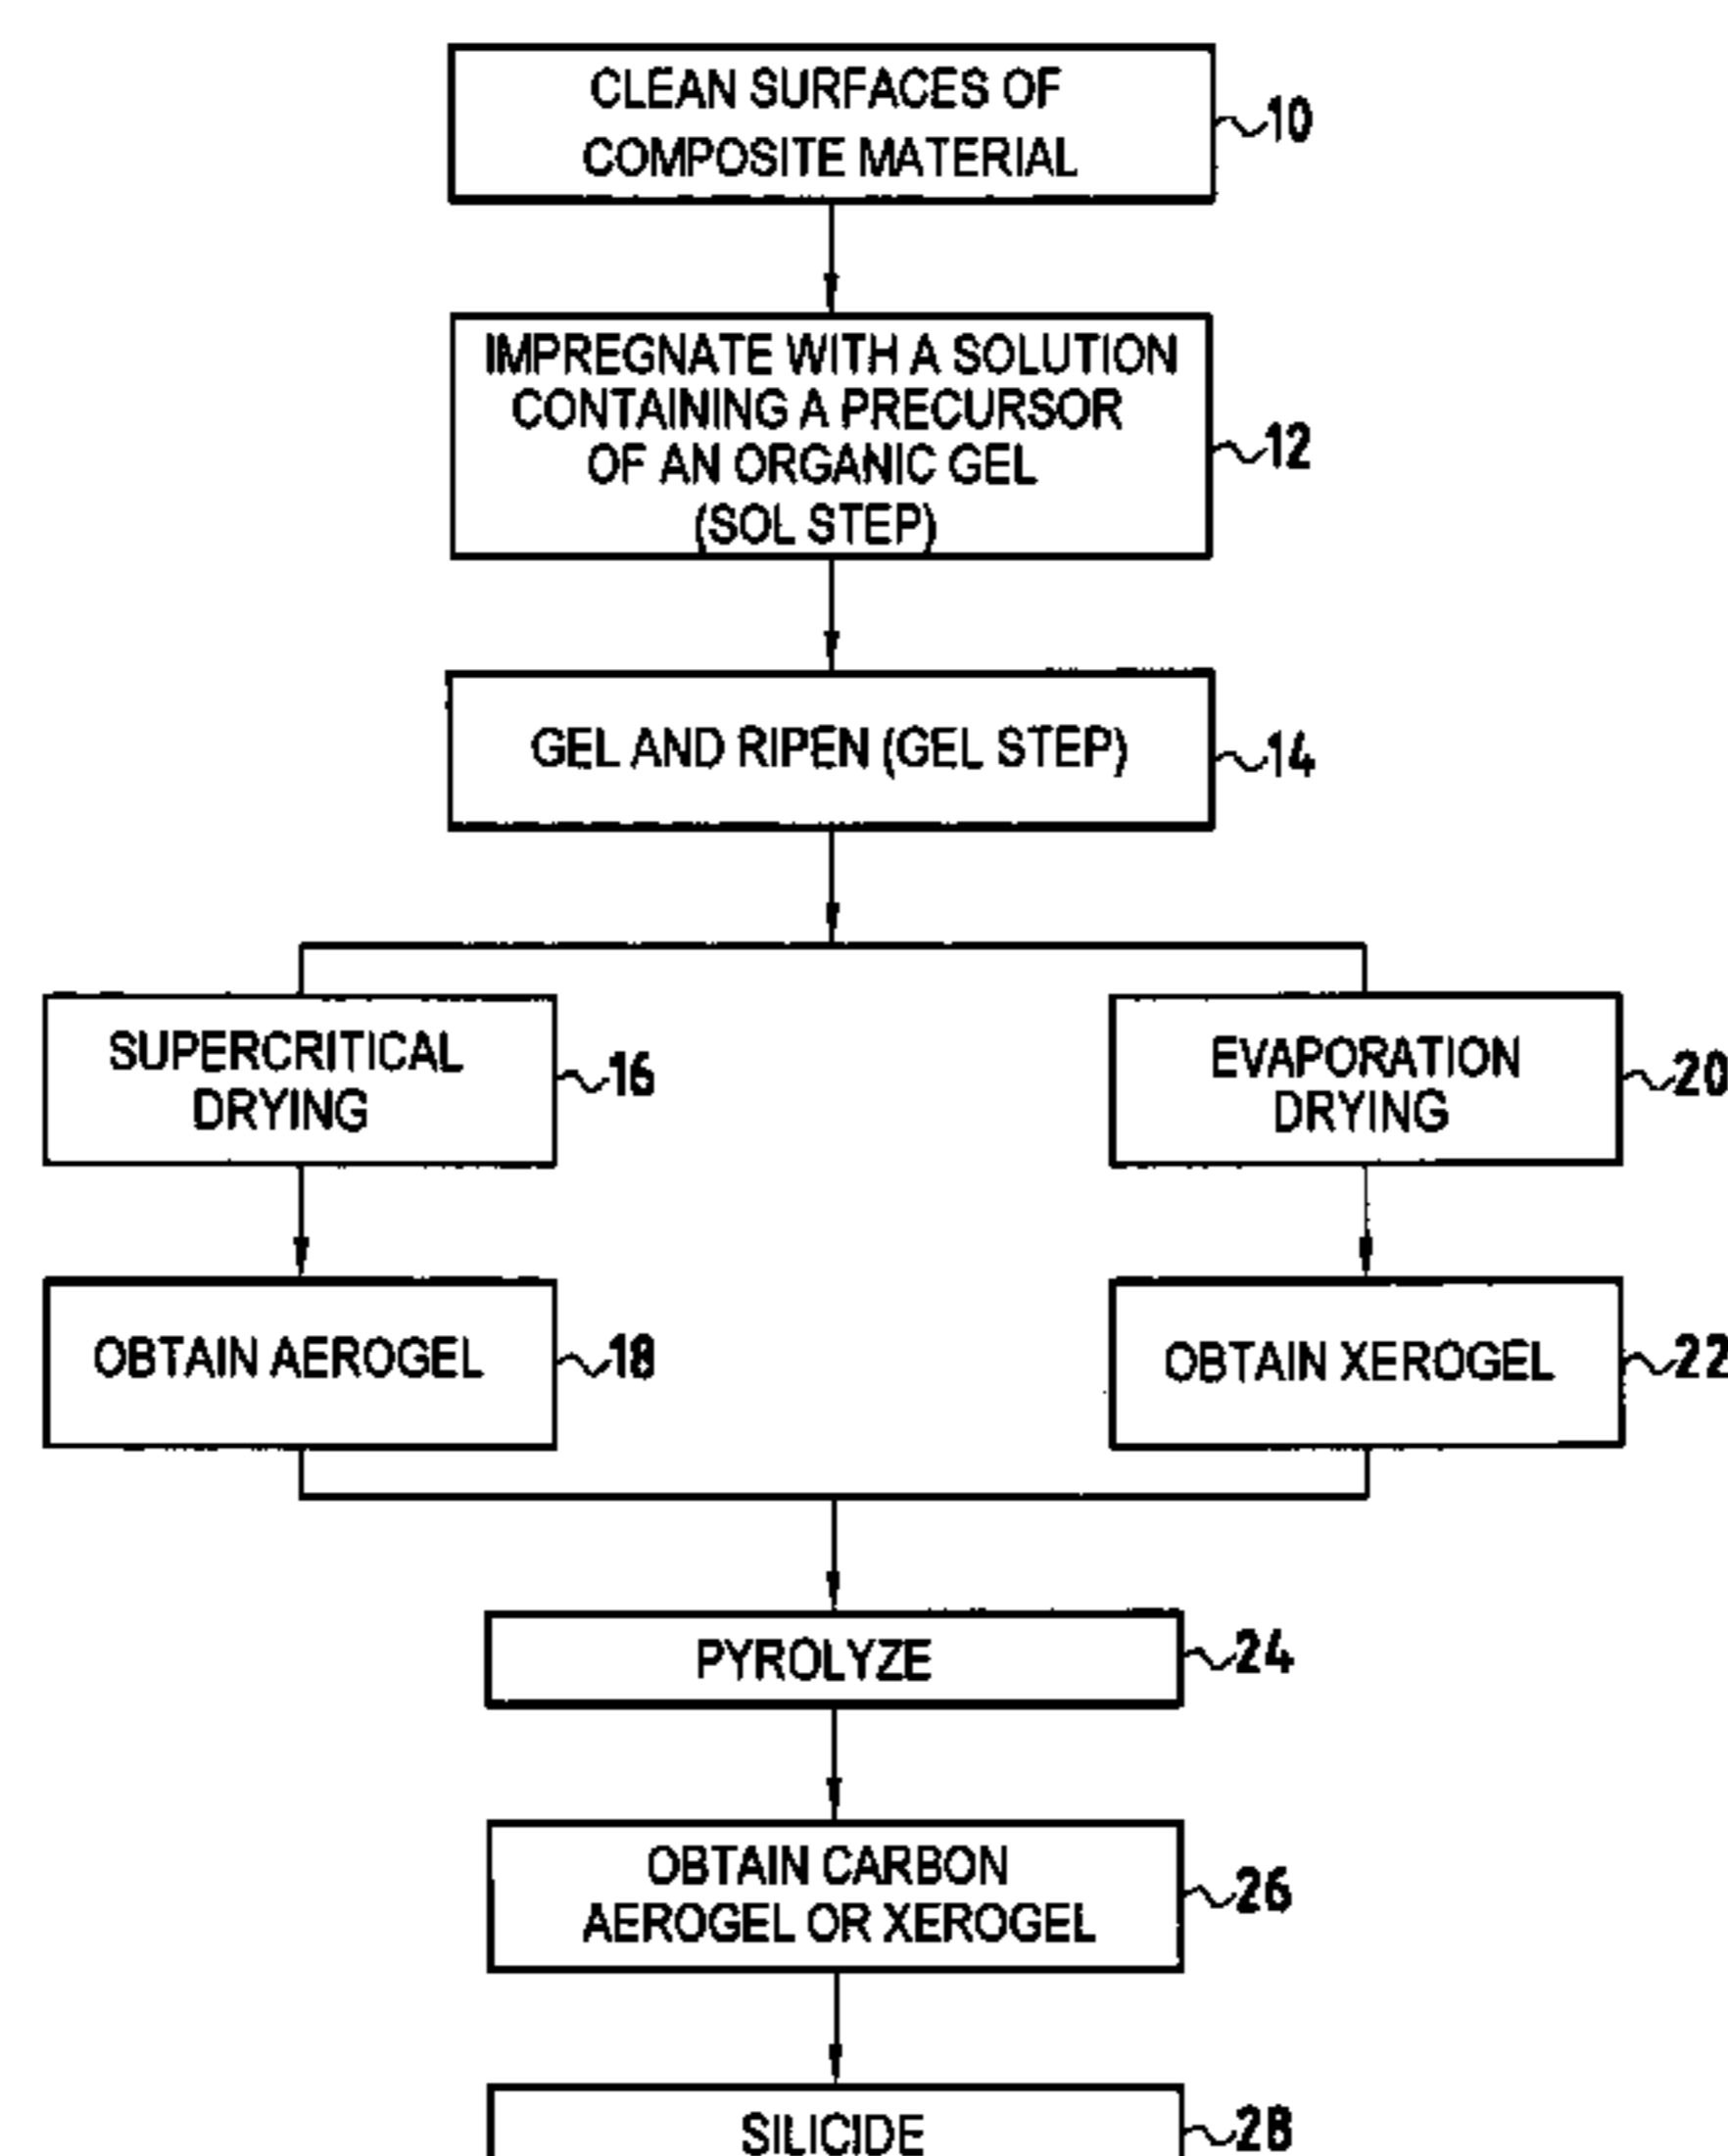 CLEAN SURFACES OF
COMPOSITE MATERIAL
10
IMPREGNATE WITH A SOLUTION
CONTAINING A PRECURSOR
OF AN ORGANIC GEL
(SOL STEP)
12
GEL AND RIPEN (GEL STEP)
14
SUPERCRITICAL
DRYING
16
EVAPORATION
DRYING
20
OBTAIN AEROGEL
18
OBTAIN XEROGEL
22
PYROLYZE
24
OBTAIN CARBON
AEROGEL OR XEROGEL
26
SILICIDE
28